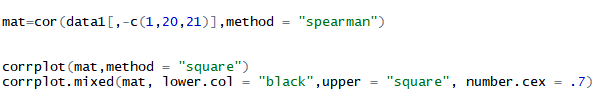 mat=cor(data1[,-c(1,20,21)],method = "spearman")
corrplot(mat,method = "square")
corrplot.mixed(mat, lower.col = "black",upper = "square", number.cex = .7)